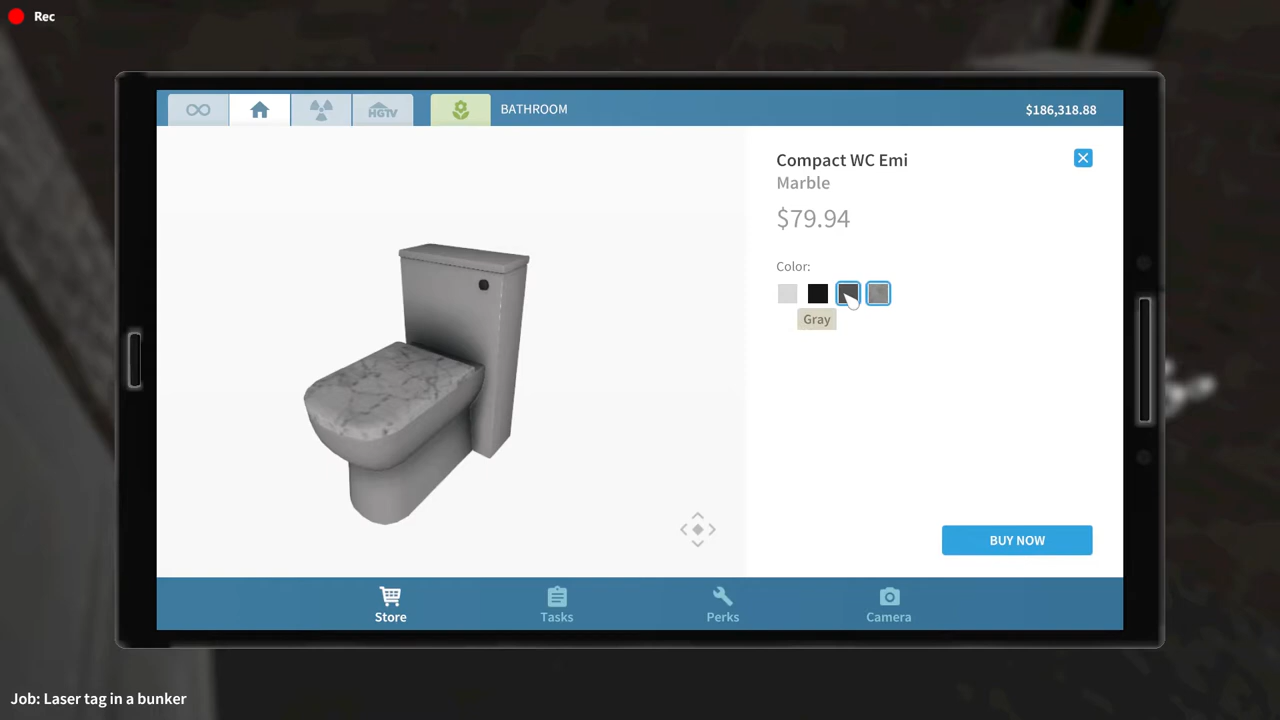 Rec
HGTV
BATHROOM
$186,318.88
Compact WC Emi
Marble
$79.94
Color:
Gray
BUY NOW
Store
Tasks
Perks
Camera
Job: Laser tag in a bunker